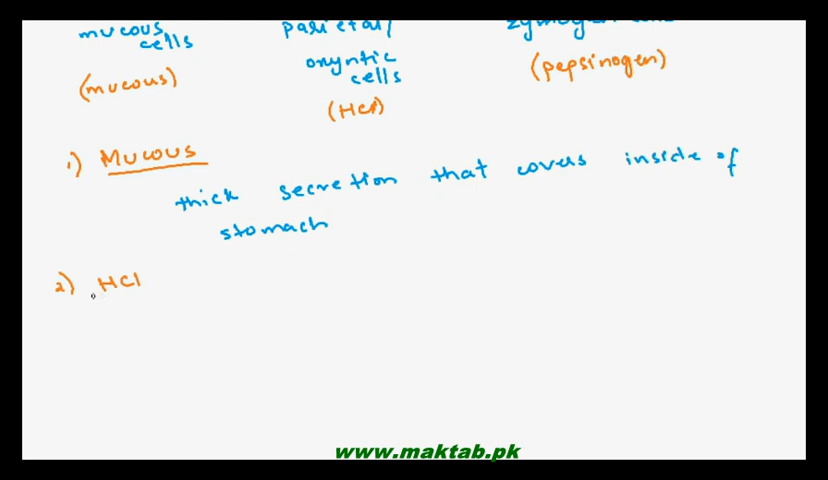 mucous parietal/ zymogen
cells oxyntic
cells
(mucous) (pepsinogen)
(HCl)
1) Mucous
thick secretion that covers inside of
stomach
2) HCl
www.maktab.pk